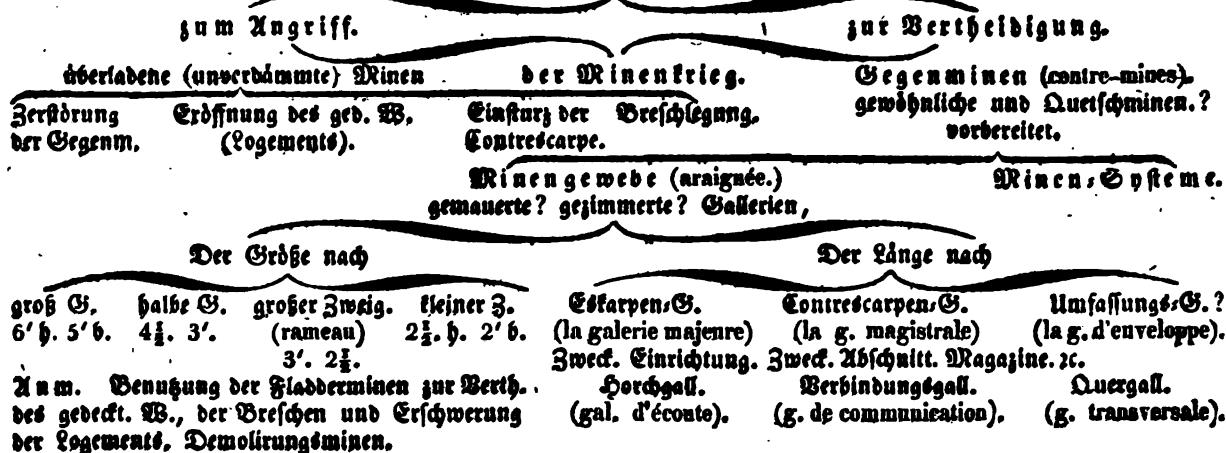 zum Angriff. zur Vertheidigung.
überladene (unverdämmte) Minen der Minenkrieg. Gegenminen (contre-mines).
Zerstörung Eröffnung des ged. W. Einsturz der Breschlegung. gewöhnliche und Quetschminen.?
der Gegenm. (Logements). Contrescarpe. vorbereitet.
Minengewebe (araignée.) Minen-Systeme.
gemauerte? gezimmerte? Gallerien,
Der Größe nach Der Länge nach
groß G. halbe G. großer Zweig. kleiner Z. Eskarpen-G. Contrescarpen-G. Umfassungs-G.?
6' h. 5' b. 4½. 3'. (rameau) 2½. h. 2' b. (la galerie majenre) (la g. magistrale) (la g. d'enveloppe).
3'. 2½. Zweck. Einrichtung. Zweck. Abschnitt. Magazine. ꝛc.
Anm. Benutzung der Fladderminen zur Verth. Horchgall. Verbindungsgall. Quergall.
des gedeckt. W., der Breschen und Erschwerung (gal. d'écoute). (g. de communication). (g. transversale).
der Logements, Demolirungsminen.